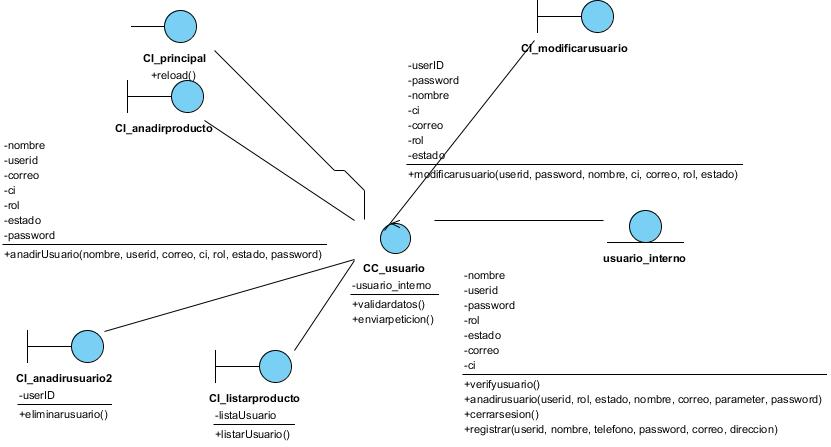 CI_principal
+reload()
CI_anadirproducto
-nombre
-userid
-correo
-ci
-rol
-estado
-password
+anadirUsuario(nombre, userid, correo, ci, rol, estado, password)
CI_modificarusuario
-userID
-password
-nombre
-ci
-correo
-rol
-estado
+modificarusuario(userid, password, nombre, ci, correo, rol, estado)
CC_usuario
-usuario_interno
+validardatos()
+enviarpeticion()
usuario_interno
-nombre
-userid
-password
-rol
-estado
-correo
-ci
+verifyusuario()
+anadirusuario(userid, rol, estado, nombre, correo, parameter, password)
+cerrarsesion()
+registrar(userid, nombre, telefono, password, correo, direccion)
CI_anadirusuario2
-userID
+eliminarusuario()
CI_listarproducto
-listaUsuario
+listarUsuario()